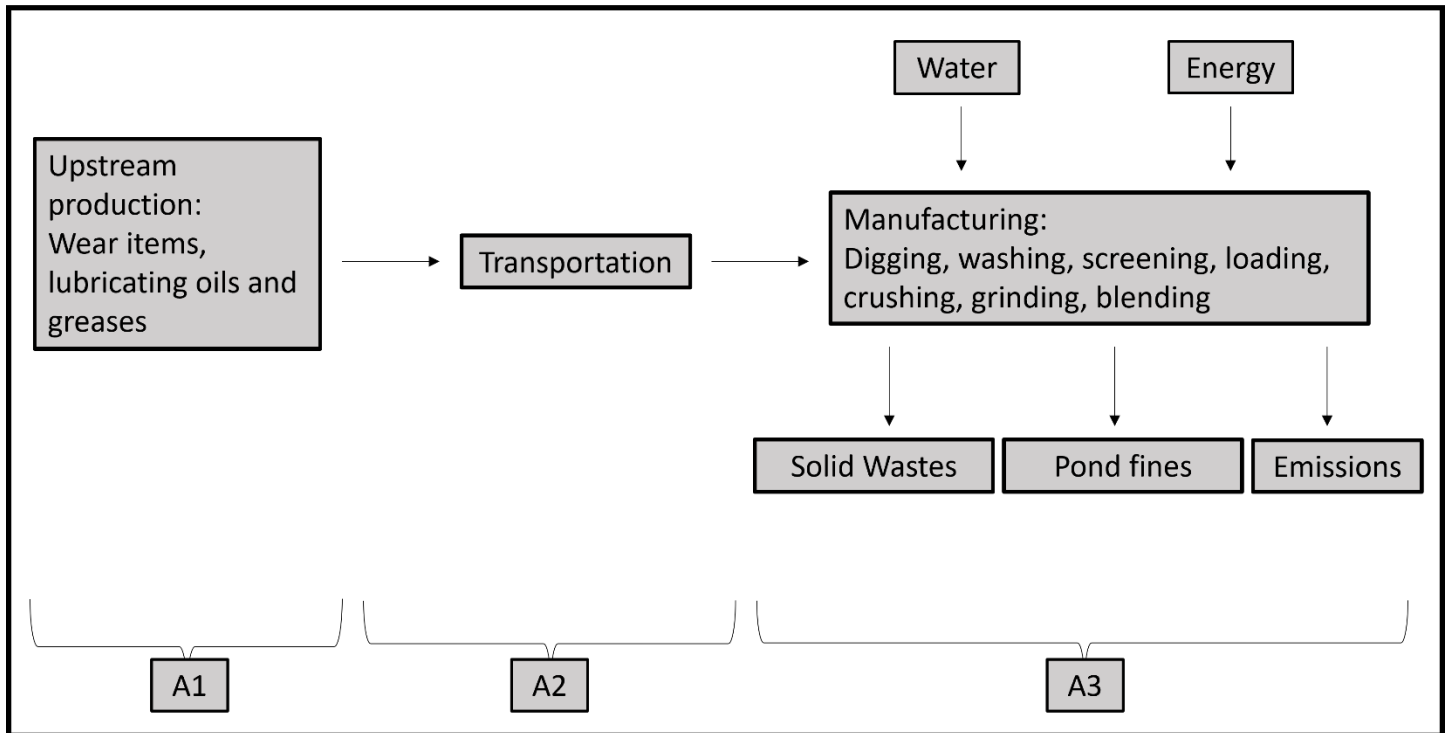 Water
Energy
Upstream
production:
Wear items,
lubricating oils and
greases
Transportation
Manufacturing:
Digging, washing, screening, loading,
crushing, grinding, blending
Solid Wastes
Pond fines
Emissions
A1
A2
A3